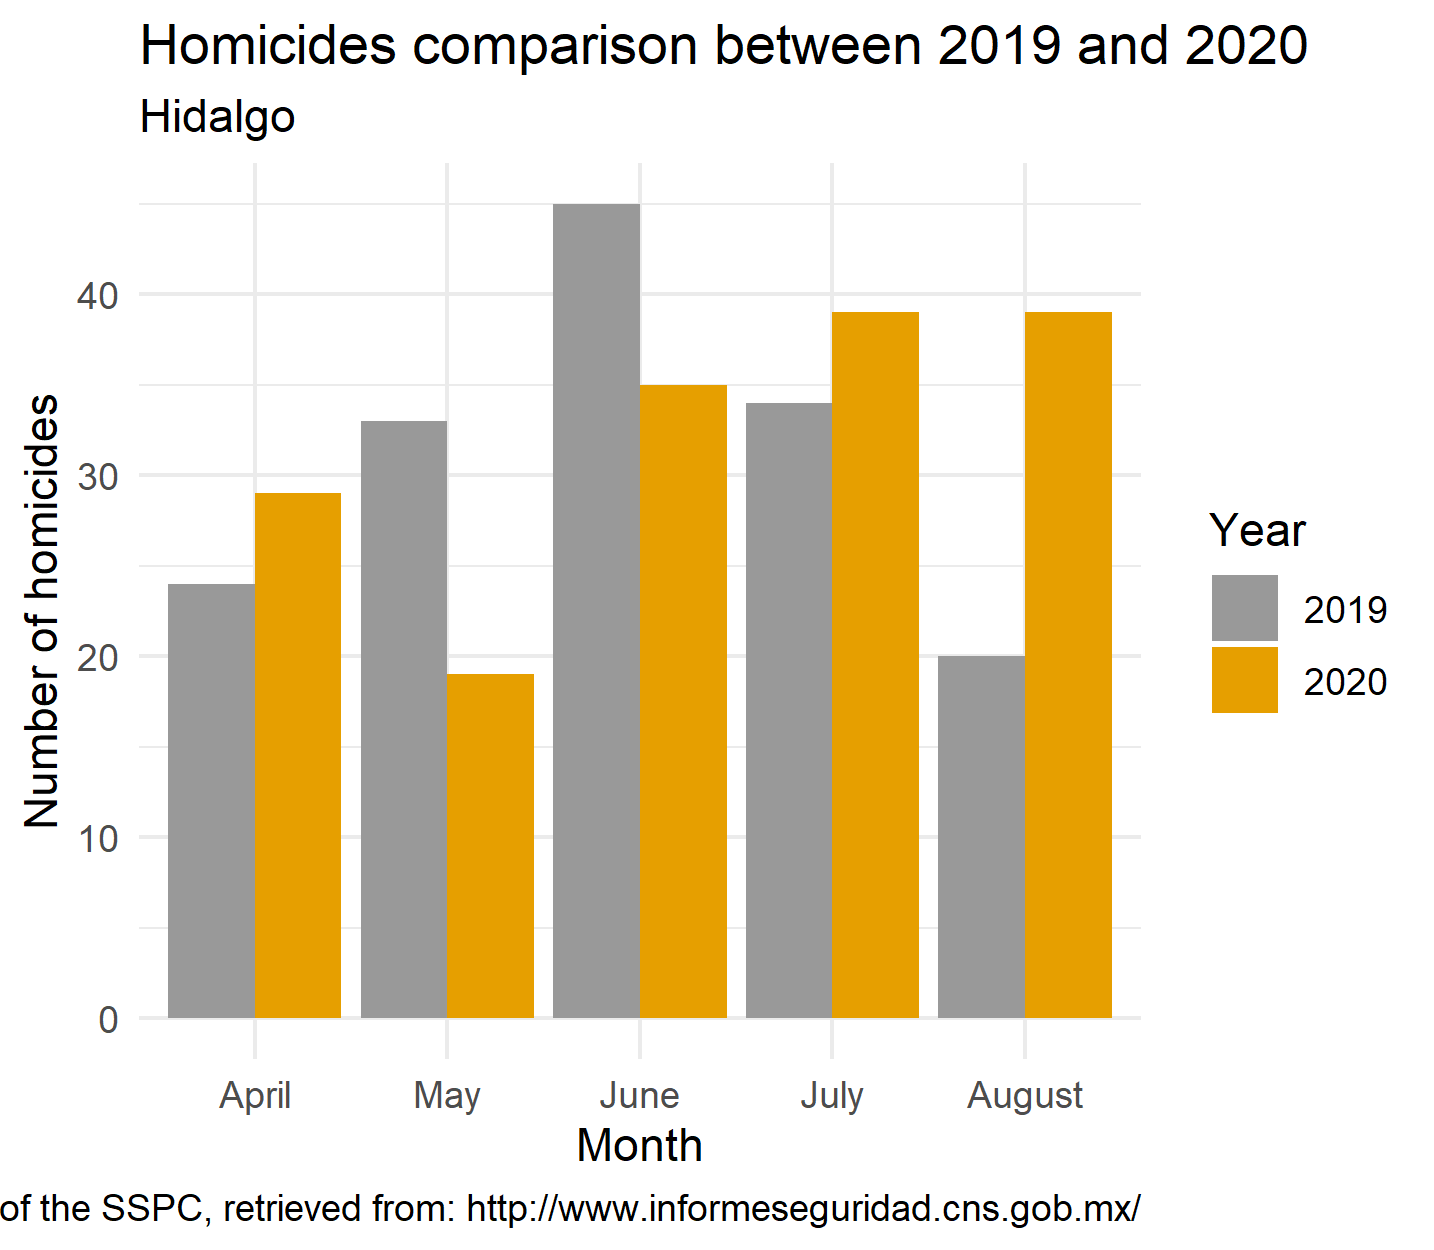 Homicides comparison between 2019 and 2020
Hidalgo
Number of homicides
40
30
20
10
0
April May June July August
Month
Year
2019
2020
of the SSPC, retrieved from: http://www.informeseguridad.cns.gob.mx/